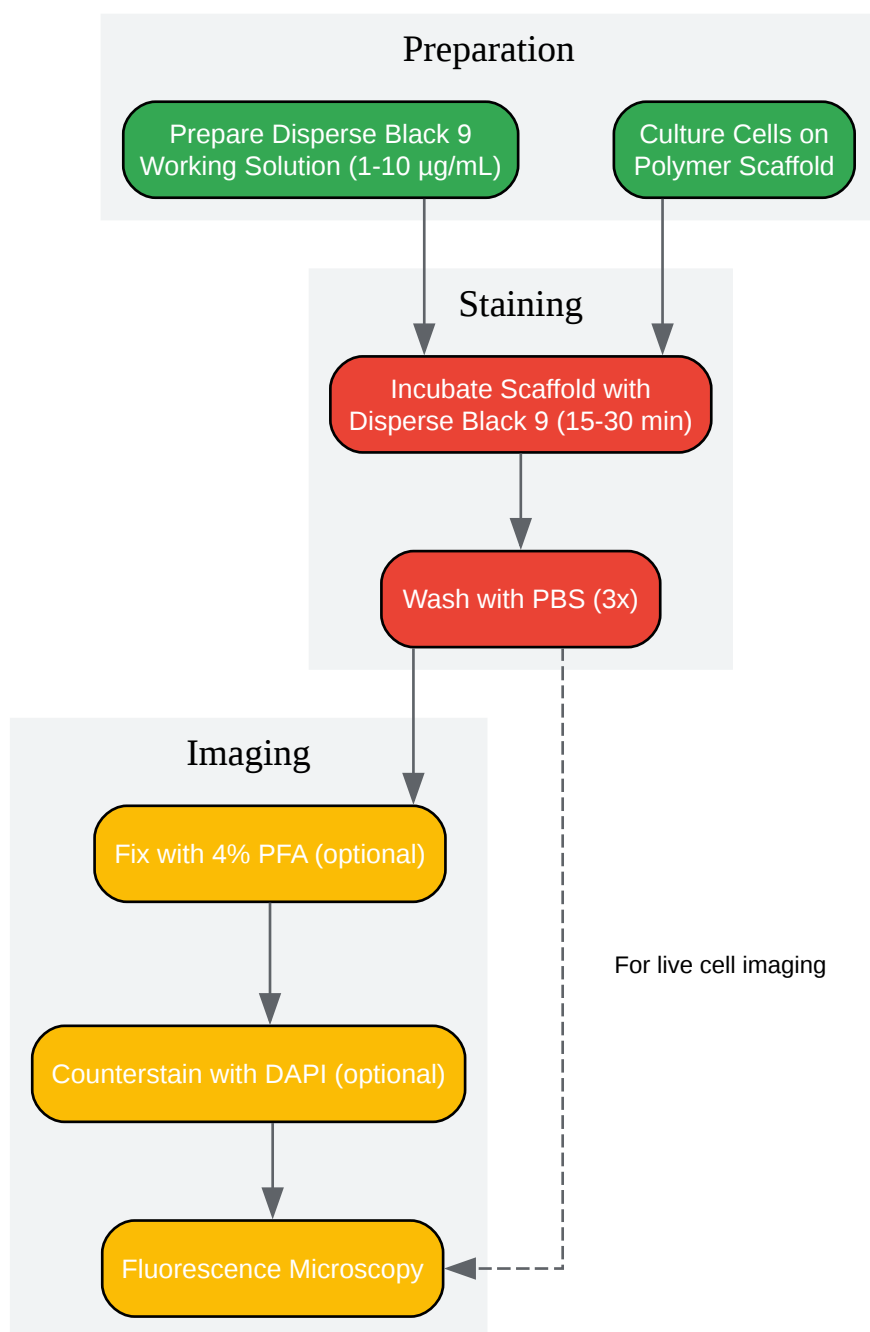 Preparation
Prepare Disperse Black 9
Working Solution (1-10 µg/mL)
Culture Cells on
Polymer Scaffold
Staining
Incubate Scaffold with
Disperse Black 9 (15-30 min)
Wash with PBS (3x)
Imaging
Fix with 4% PFA (optional)
For live cell imaging
Counterstain with DAPI (optional)
Fluorescence Microscopy